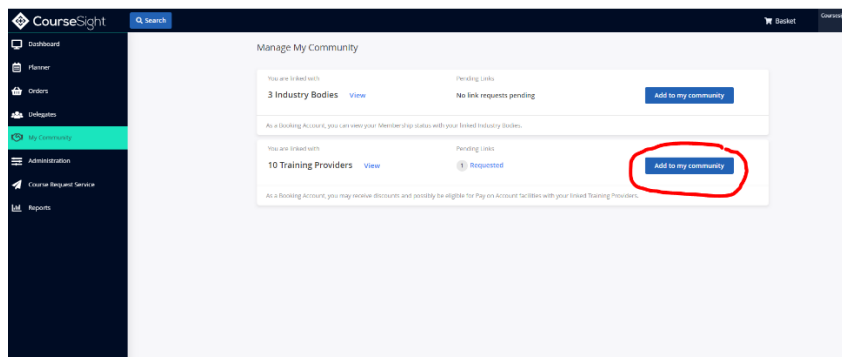 CourseSight
Search
Basket
Dashboard
Planner
Orders
Delegates
My Community
Administration
Course Request Service
Reports
Manage My Community
You are linked with
Pending Links
3 Industry Bodies View
No link requests pending
Add to my community
As a Booking Account, you can view your Membership status with your linked Industry Bodies.
You are linked with
Pending Links
10 Training Providers View
1 Requested
Add to my community
As a Booking Account, you may receive discounts and possibly be eligible for Pay on Account facilities with your linked Training Providers.